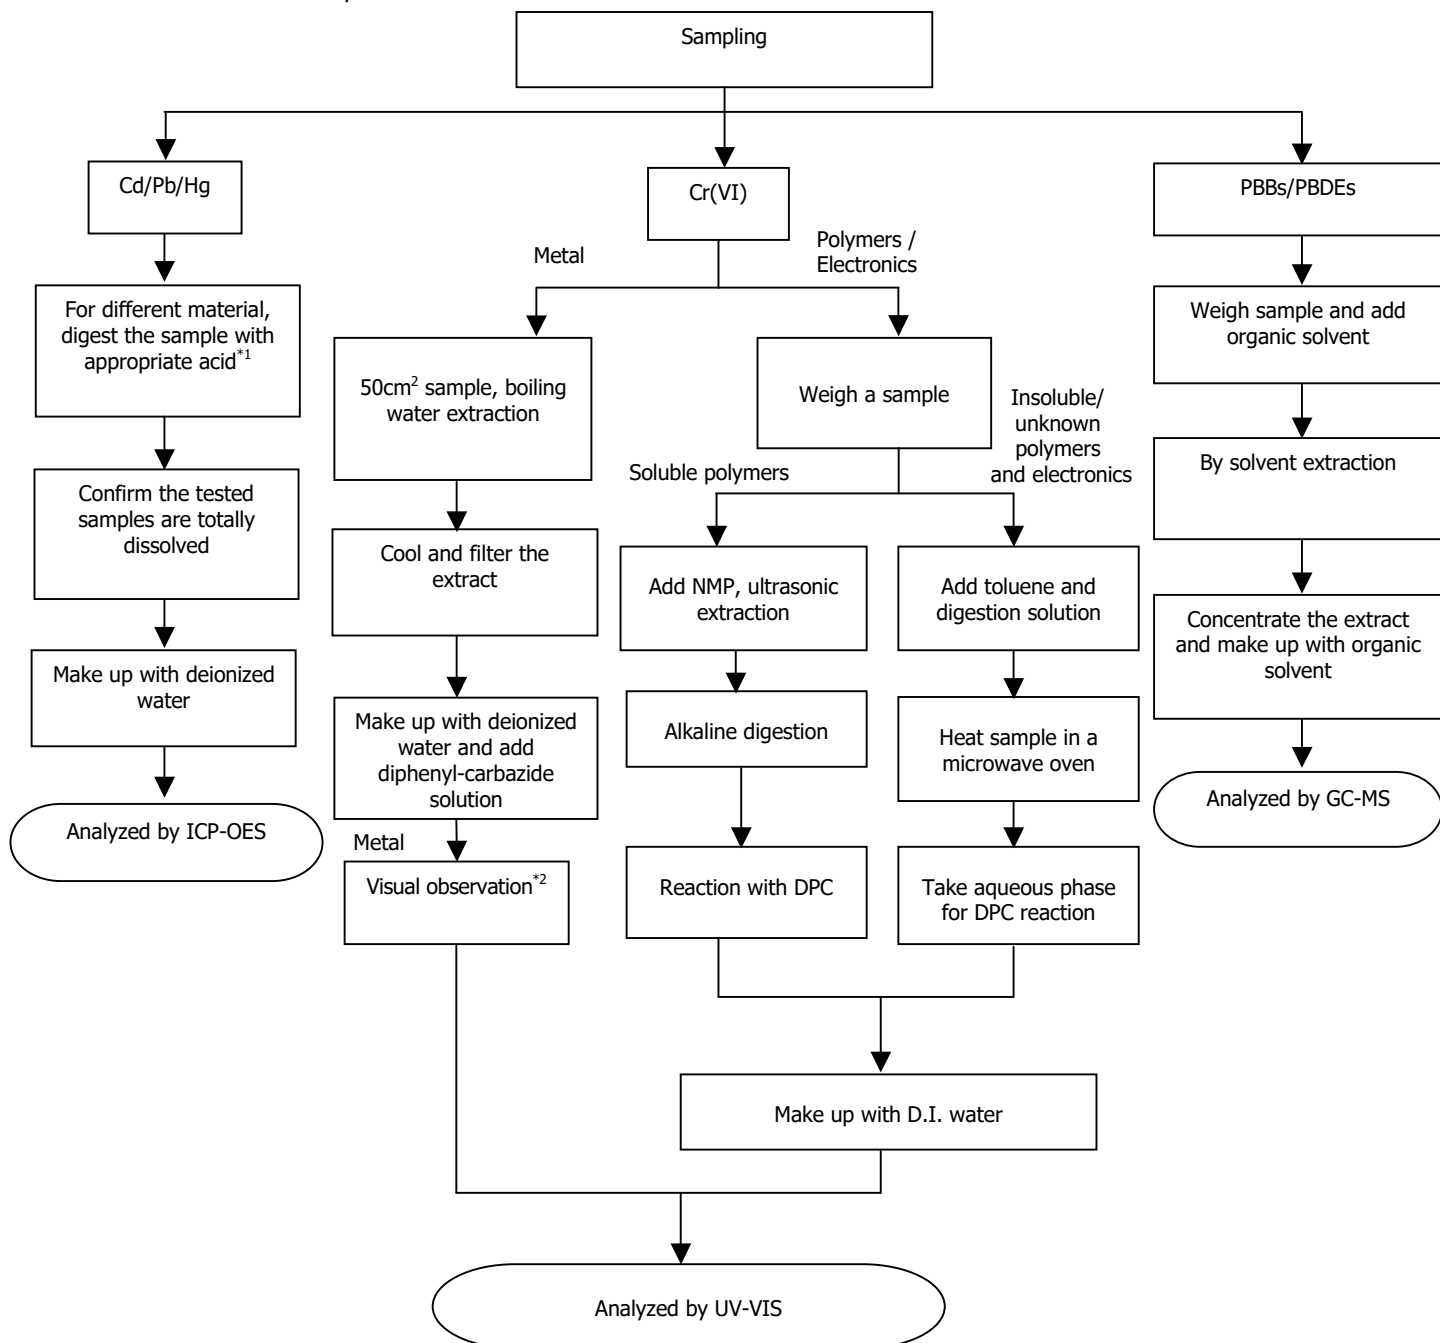 Sampling
Cd/Pb/Hg
Cr(VI)
PBBs/PBDEs
Metal
Polymers /
Electronics
For different material,
digest the sample with
appropriate acid*1
Weigh sample and add
organic solvent
50cm2 sample, boiling
water extraction
Weigh a sample
Insoluble/
unknown
polymers
and electronics
Soluble polymers
By solvent extraction
Confirm the tested
samples are totally
dissolved
Cool and filter the
extract
Add NMP, ultrasonic
extraction
Add toluene and
digestion solution
Concentrate the extract
and make up with organic
solvent
Make up with deionized
water
Make up with deionized
water and add
diphenyl-carbazide
solution
Alkaline digestion
Heat sample in a
microwave oven
Analyzed by GC-MS
Analyzed by ICP-OES
Metal
Visual observation*2
Reaction with DPC
Take aqueous phase
for DPC reaction
Make up with D.I. water
Analyzed by UV-VIS